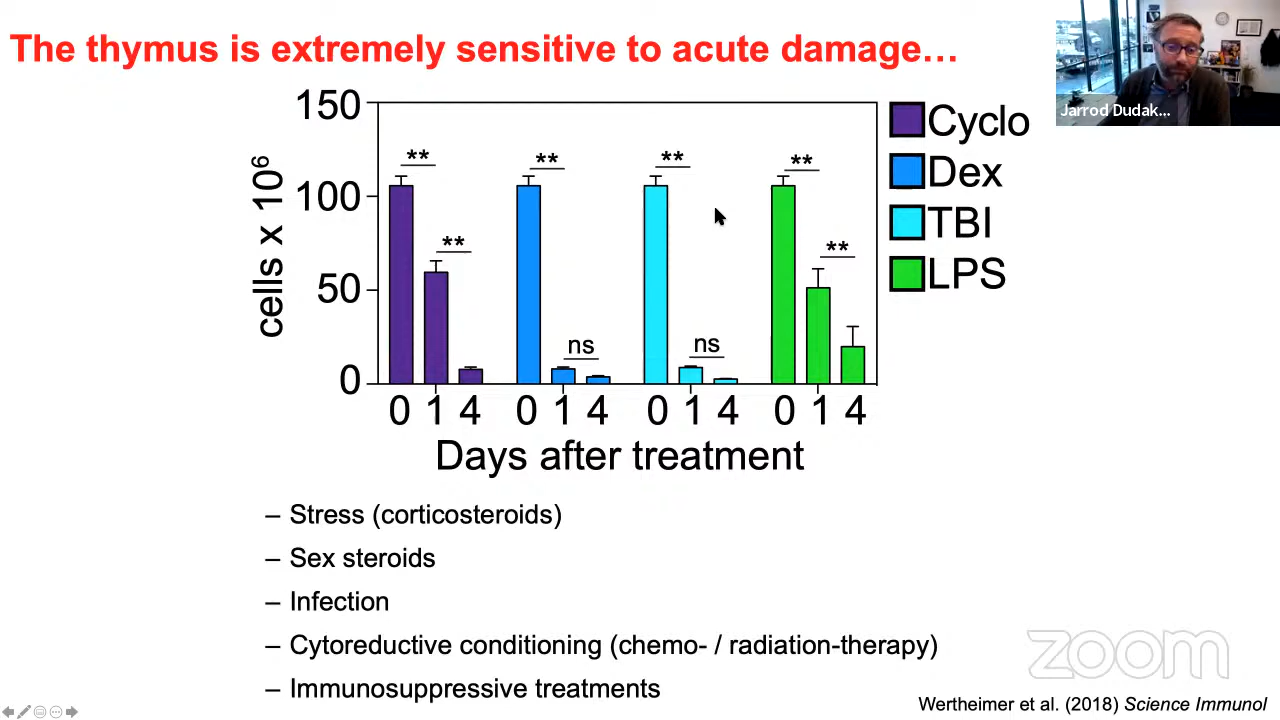 The thymus is extremely sensitive to acute damage…
Jarrod Dudak...
150
100
50
0
cells x 10⁶
**
**
**
ns
**
ns
**
**
0 1 4 0 1 4 0 1 4 0 1 4
Days after treatment
Cyclo
Dex
TBI
LPS
– Stress (corticosteroids)
– Sex steroids
– Infection
– Cytoreductive conditioning (chemo- / radiation-therapy)
– Immunosuppressive treatments
zoom
Wertheimer et al. (2018) Science Immunol